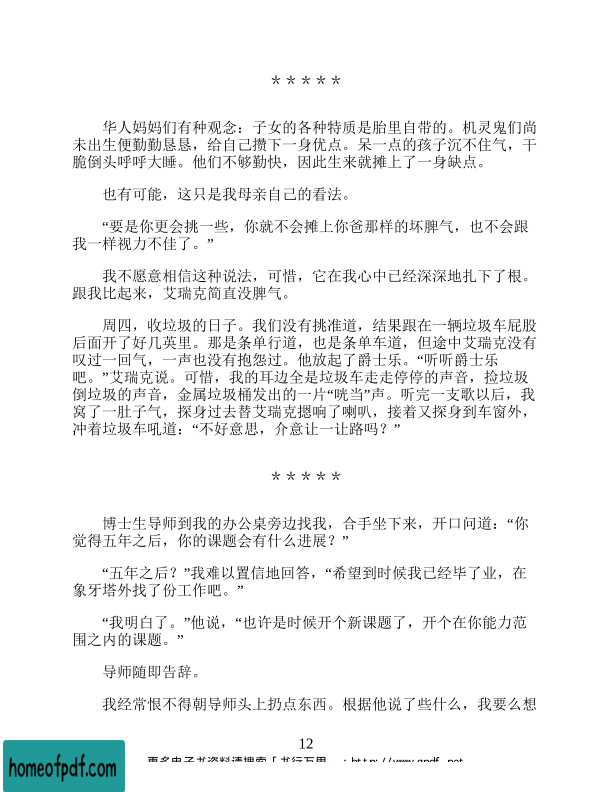 ＊＊＊＊＊
华人妈妈们有种观念：子女的各种特质是胎里自带的。机灵鬼们尚
未出生便勤勤恳恳，给自己攒下一身优点。呆一点的孩子沉不住气，干
脆倒头呼呼大睡。他们不够勤快，因此生来就摊上了一身缺点。
也有可能，这只是我母亲自己的看法。
“要是你更会挑一些，你就不会摊上你爸那样的坏脾气，也不会跟
我一样视力不佳了。”
我不愿意相信这种说法，可惜，它在我心中已经深深地扎下了根。
跟我比起来，艾瑞克简直没脾气。
周四，收垃圾的日子。我们没有挑准道，结果跟在一辆垃圾车屁股
后面开了好几英里。那是条单行道，也是条单车道，但途中艾瑞克没有
叹过一回气，一声也没有抱怨过。他放起了爵士乐。“听听爵士乐
吧。”艾瑞克说。可惜，我的耳边全是垃圾车走走停停的声音，捡垃圾
倒垃圾的声音，金属垃圾桶发出的一片“咣当”声。听完一支歌以后，我
窝了一肚子气，探身过去替艾瑞克摁响了喇叭，接着又探身到车窗外，
冲着垃圾车吼道：“不好意思，介意让一让路吗？”
＊＊＊＊＊
博士生导师到我的办公桌旁边找我，合手坐下来，开口问道：“你
觉得五年之后，你的课题会有什么进展？”
“五年之后？”我难以置信地回答，“希望到时候我已经毕了业，在
象牙塔外找了份工作吧。”
“我明白了。”他说，“也许是时候开个新课题了，开个在你能力范
围之内的课题。”
导师随即告辞。
我经常恨不得朝导师头上扔点东西。根据他说了些什么，我要么想
12
homeofpdf.com